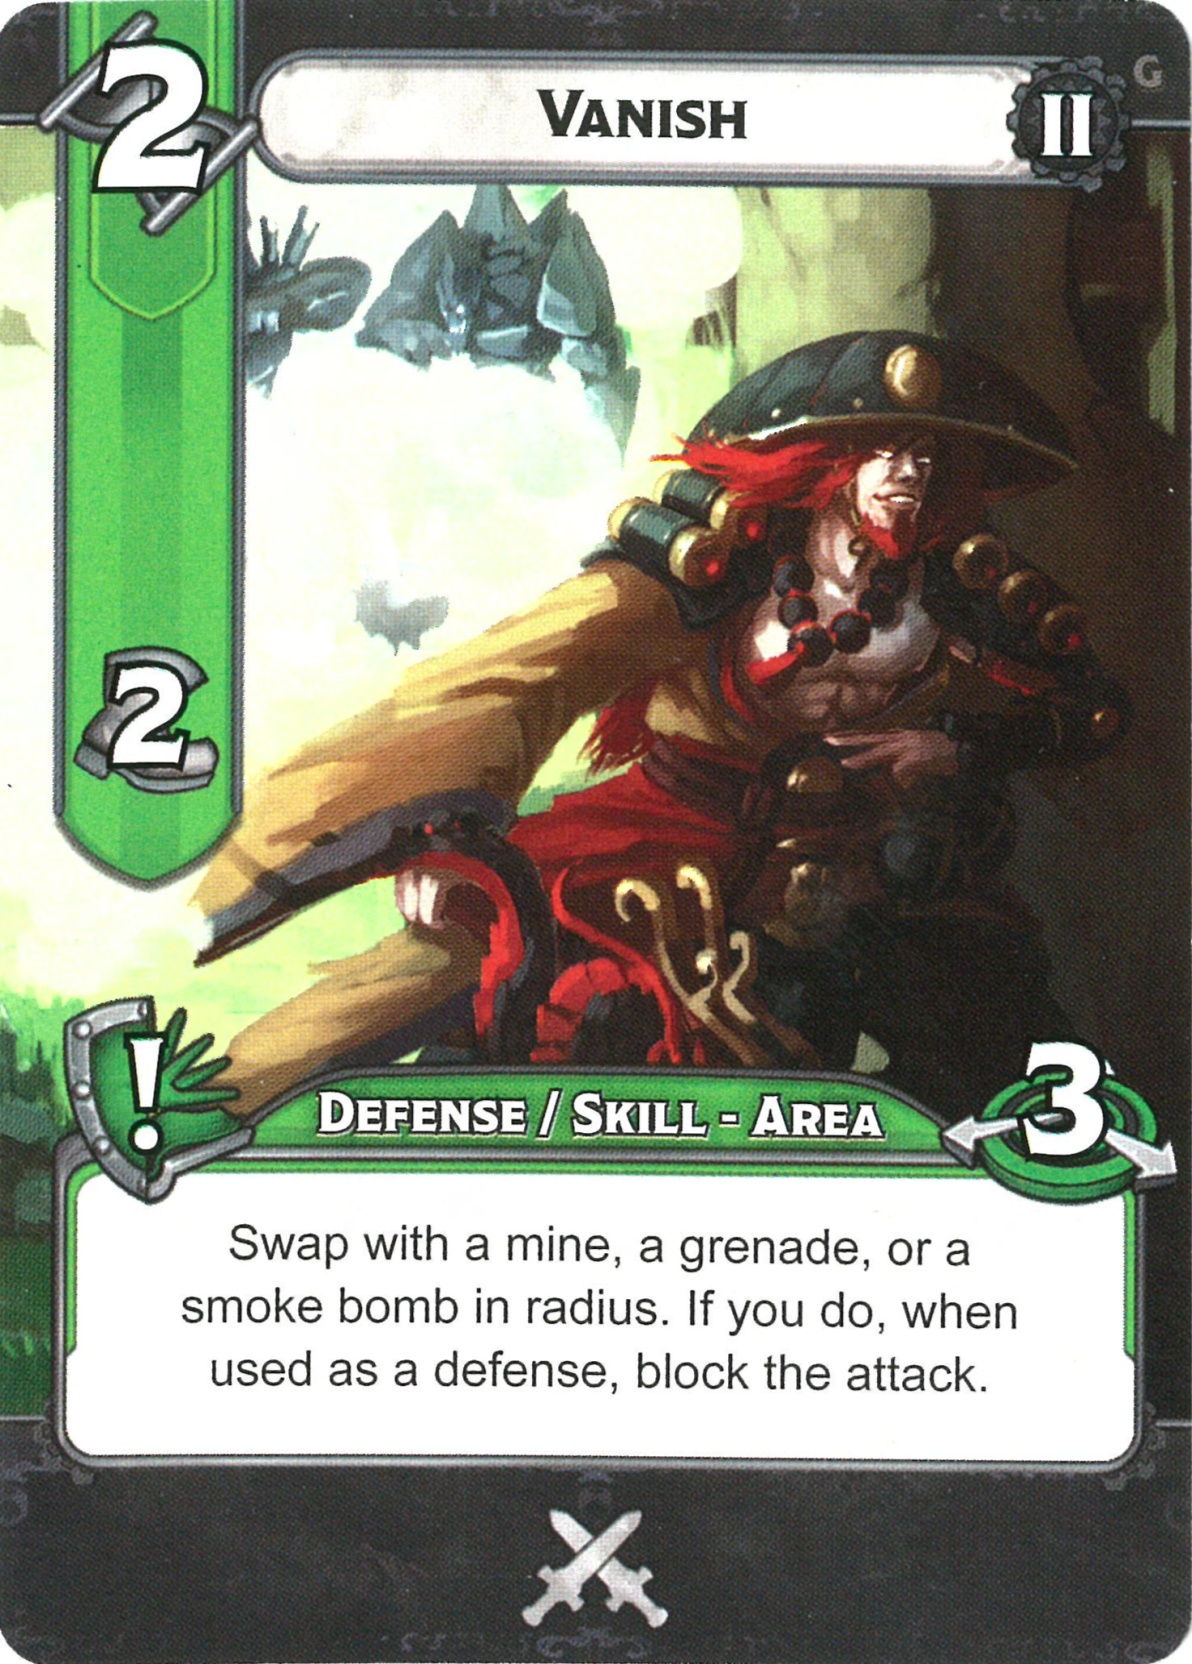 2
VANISH
II
G
2
!
DEFENSE / SKILL - AREA
3
Swap with a mine, a grenade, or a
smoke bomb in radius. If you do, when
used as a defense, block the attack.